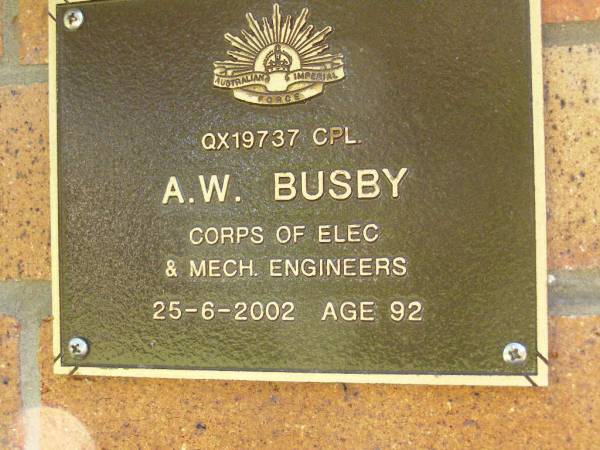 AUSTRALIAN IMPERIAL
FORCE
QX19737 CPL.
A.W. BUSBY
CORPS OF ELEC
& MECH. ENGINEERS
25-6-2002 AGE 92